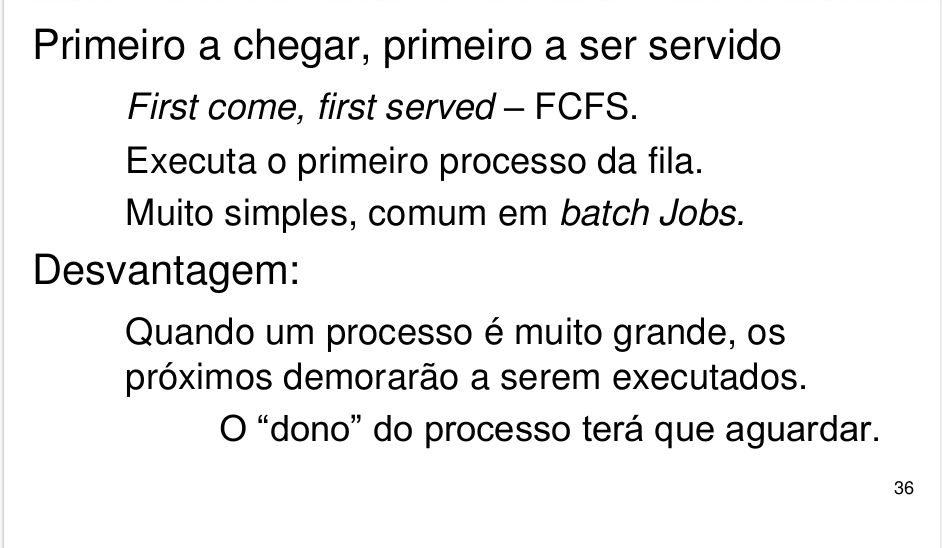 Primeiro a chegar, primeiro a ser servido
First come, first served – FCFS.
Executa o primeiro processo da fila.
Muito simples, comum em batch Jobs.
Desvantagem:
Quando um processo é muito grande, os
próximos demorarão a serem executados.
O “dono” do processo terá que aguardar.
36